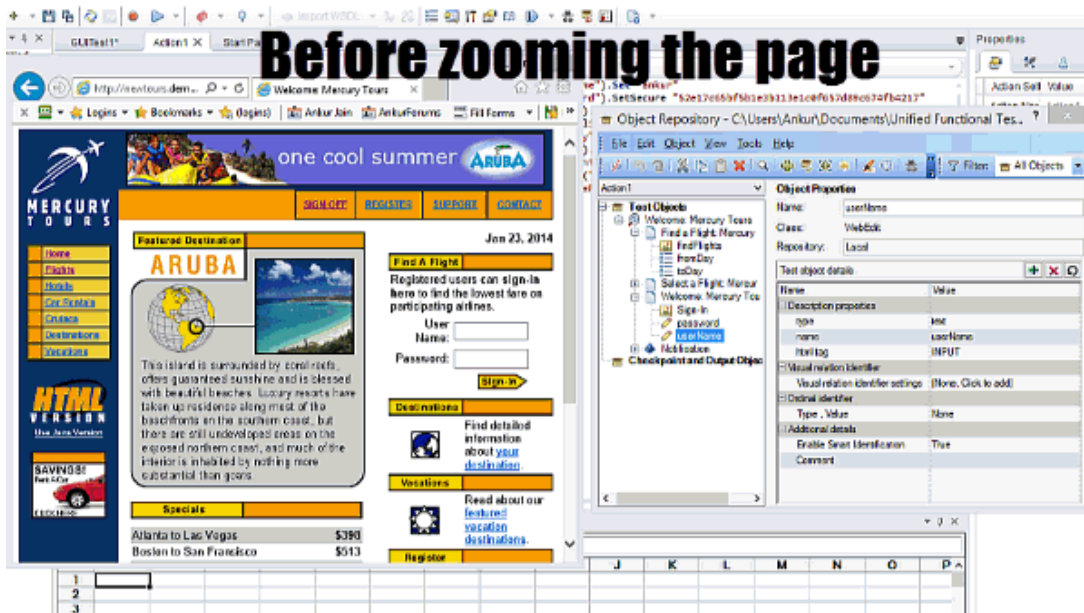 Import WSDL
GUITest1*
Action1 X
Start Pa
Before zooming the page
Properties
http://newtours.dem...
Welcome: Mercury Tours
Logins
Bookmarks
(logins)
Ankur Jain
AnkurForums
Fill Forms
Object Repository - C:\Users\Ankur\Documents\Unified Functional Tes..
File Edit Object View Tools Help
Filter: All Objects
Action1
Test Objects
Welcome: Mercury Tours
Find a Flight: Mercury
findFlights
fromDay
toDay
Select a Flight: Mercur
Welcome: Mercury Tou
Sign-In
password
userName
Notification
Checkpoint and Output Objec
Object Properties
Name: userName
Class: WebEdit
Repository: Local
Test object details
Name Value
Description properties
type text
name userName
html tag INPUT
Visual relation identifier
Visual relation identifier settings [None. Click to add]
Ordinal identifier
Type , Value None
Additional details
Enable Smart Identification True
Comment
one cool summer ARUBA
MERCURY
TOURS
SIGN-OFF REGISTER SUPPORT CONTACT
Home
Flights
Hotels
Car Rentals
Cruises
Destinations
Vacations
HTML
VERSION
Use Java Version
SAVINGS!
Featured Destination
ARUBA
This island is surrounded by coral reefs,
offers guaranteed sunshine and is blessed
with beautiful beaches. Luxury resorts have
taken up residence along most of the
beachfronts on the southern coast, but
there are still undeveloped areas on the
exposed northern coast, and much of the
interior is inhabited by nothing more
substantial than goats.
Specials
Atlanta to Las Vegas $398
Boston to San Francisco $513
Jan 23, 2014
Find A Flight
Registered users can sign-in
here to find the lowest fare on
participating airlines.
User
Name:
Password:
Sign-In
Destinations
Find detailed
information
about your
destination.
Vacations
Read about our
featured
vacation
destinations.
Register
J K L M N O P
1
2
3